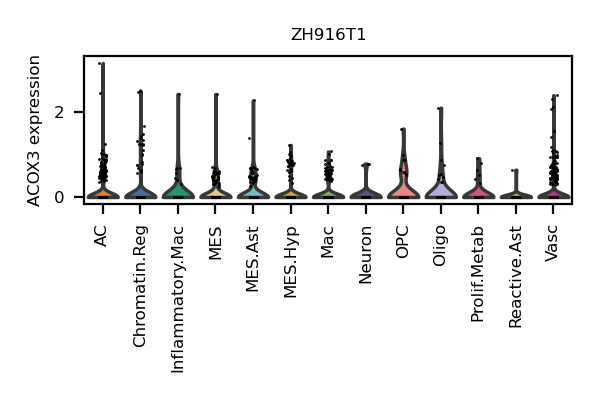 ZH916T1
ACOX3 expression
2
0
AC
Chromatin.Reg
Inflammatory.Mac
MES
MES.Ast
MES.Hyp
Mac
Neuron
OPC
Oligo
Prolif.Metab
Reactive.Ast
Vasc